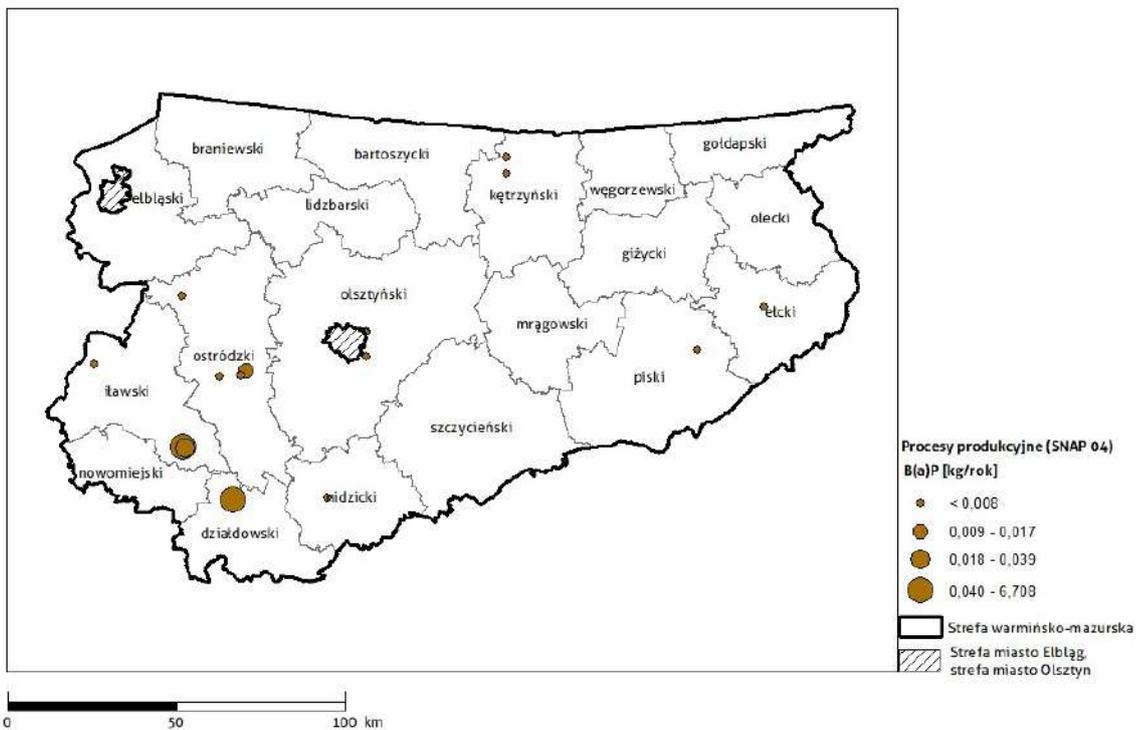 braniewski
bartoszycki
gołdapski
elbląski
lidzbarski
kętrzyński
węgorzewski
olecki
giżycki
olsztyński
mrągowski
ełcki
ostródzki
iławski
piski
szczycieński
nowomiejski
nidzicki
działdowski
Procesy produkcyjne (SNAP 04)
B(a)P [kg/rok]
< 0,008
0,009 - 0,017
0,018 - 0,039
0,040 - 6,708
Strefa warmińsko-mazurska
Strefa miasto Elbląg,
strefa miasto Olsztyn
0 50 100 km